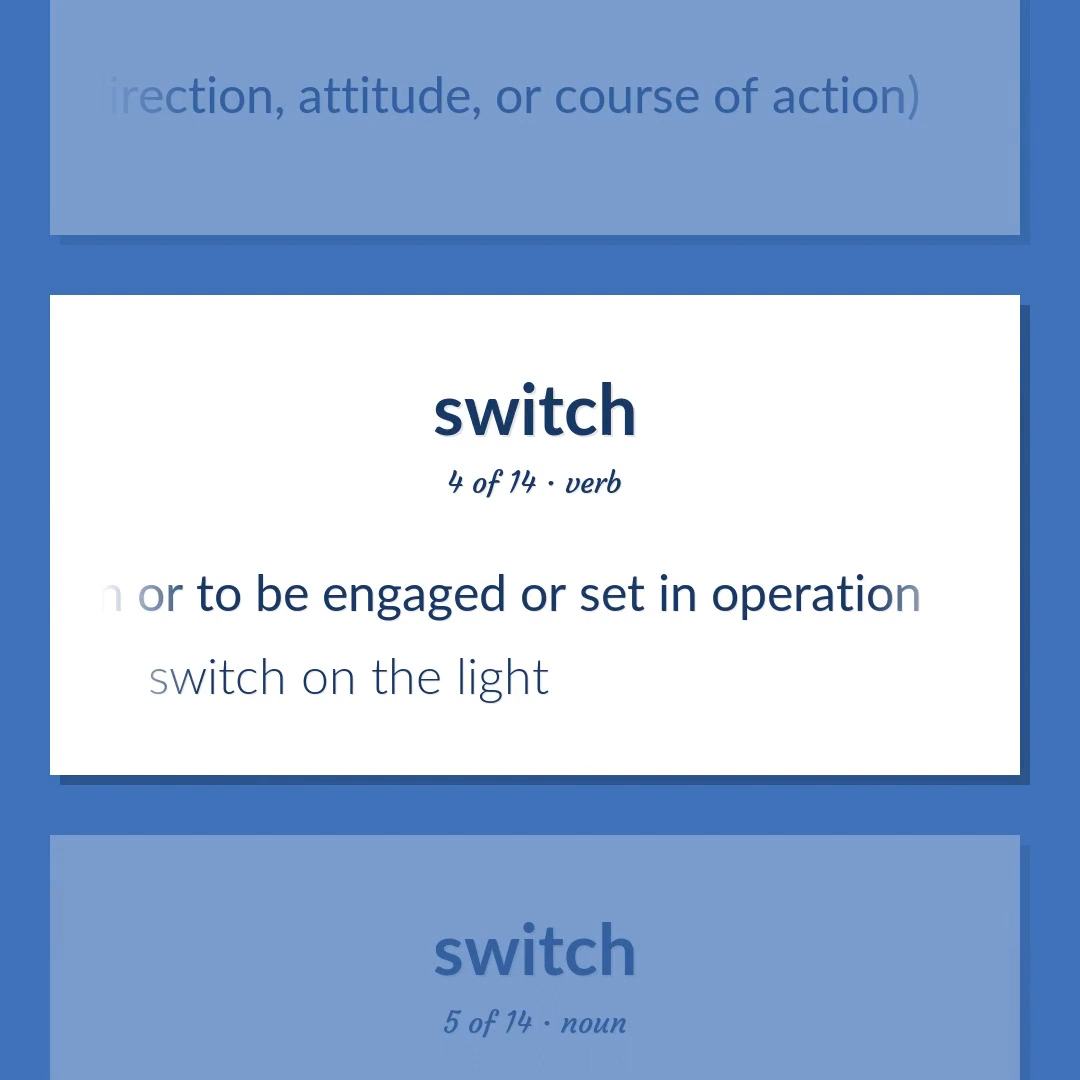 direction, attitude, or course of action)
switch
4 of 14 · verb
or to be engaged or set in operation
switch on the light
switch
5 of 14 · noun